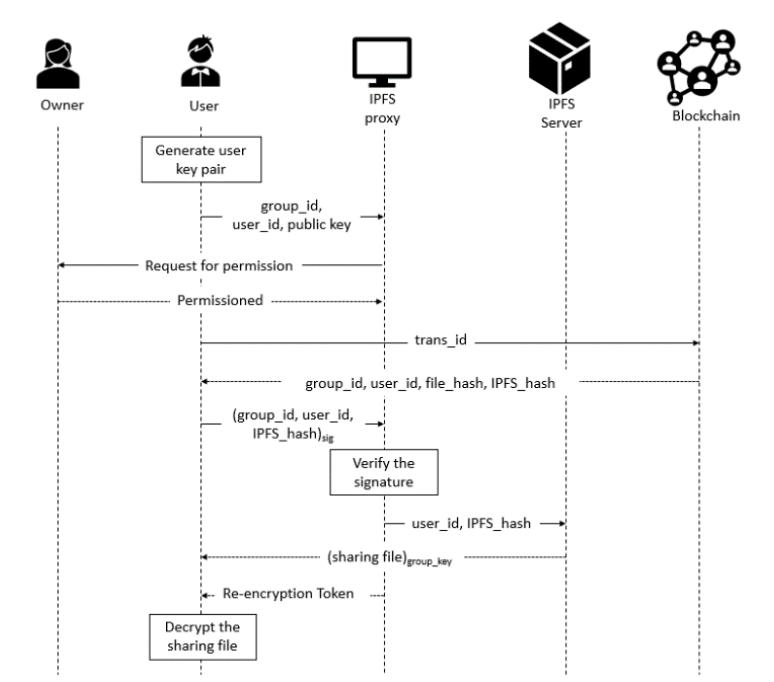 Owner
User
IPFS
proxy
IPFS
Server
Blockchain
Generate user
key pair
group_id,
user_id, public key
Request for permission
Permissioned
trans_id
group_id, user_id, file_hash, IPFS_hash
(group_id, user_id,
IPFS_hash)sig
Verify the
signature
user_id, IPFS_hash
(sharing file)group_key
Re-encryption Token
Decrypt the
sharing file